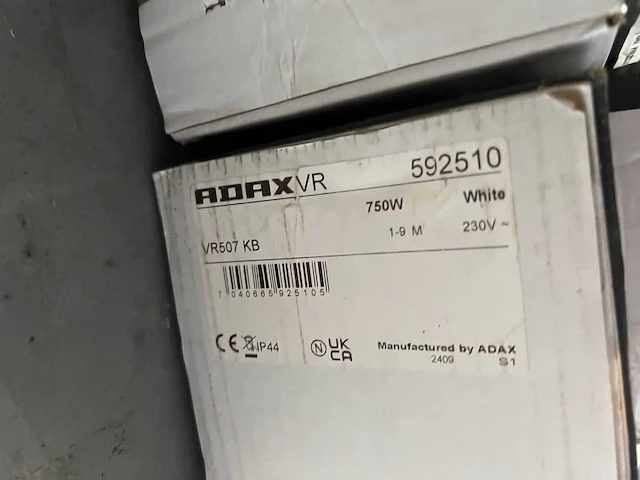 ADAX VR 592510
750W White
VR507 KB 1-9 M 230V ~
7 040665 925105
CE IP44 N UK CA Manufactured by ADAX
2409 S1